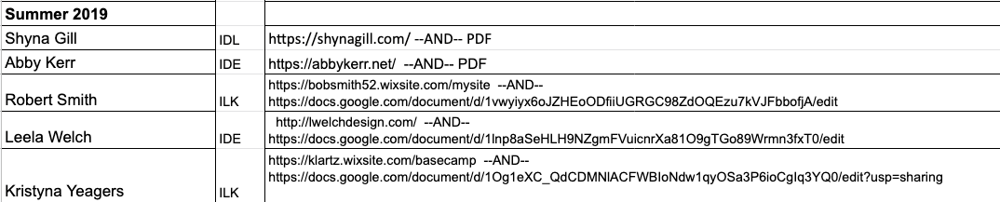 Summer 2019
Shyna Gill IDL https://shynagill.com/ --AND-- PDF
Abby Kerr IDE https://abbykerr.net/ --AND-- PDF
https://bobsmith52.wixsite.com/mysite --AND--
Robert Smith ILK https://docs.google.com/document/d/1vwyiyx6oJZHEoODfiiUGRGC98ZdOQEzu7kVJFbbofjA/edit
http://lwelchdesign.com/ --AND--
Leela Welch IDE https://docs.google.com/document/d/1lnp8aSeHLH9NZgmFVuicnrXa81O9gTGo89Wrmn3fxT0/edit
https://klartz.wixsite.com/basecamp --AND--
https://docs.google.com/document/d/1Og1eXC_QdCDMNlACFWBIoNdw1qyOSa3P6ioCgIq3YQ0/edit?usp=sharing
Kristyna Yeagers ILK